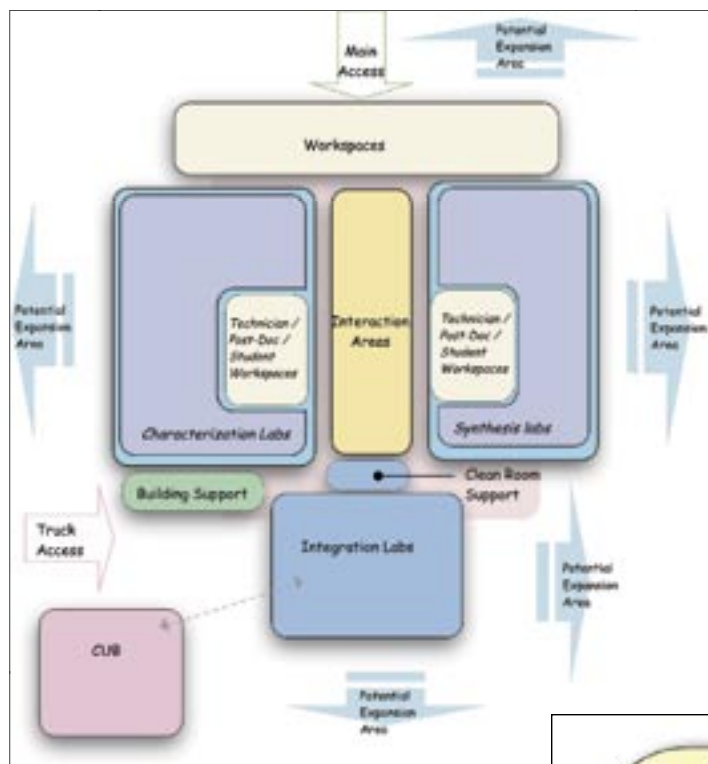 Main
Access
Potential
Expansion
Area
Workspaces
Potential
Expansion
Area
Technician /
Post-Doc /
Student
Workspaces
Interaction
Areas
Technician /
Post-Doc /
Student
Workspaces
Potential
Expansion
Area
Characterization Labs
Synthesis labs
Building Support
Clean Room
Support
Truck
Access
Integration Labs
Potential
Expansion
Area
CUB
Potential
Expansion
Area